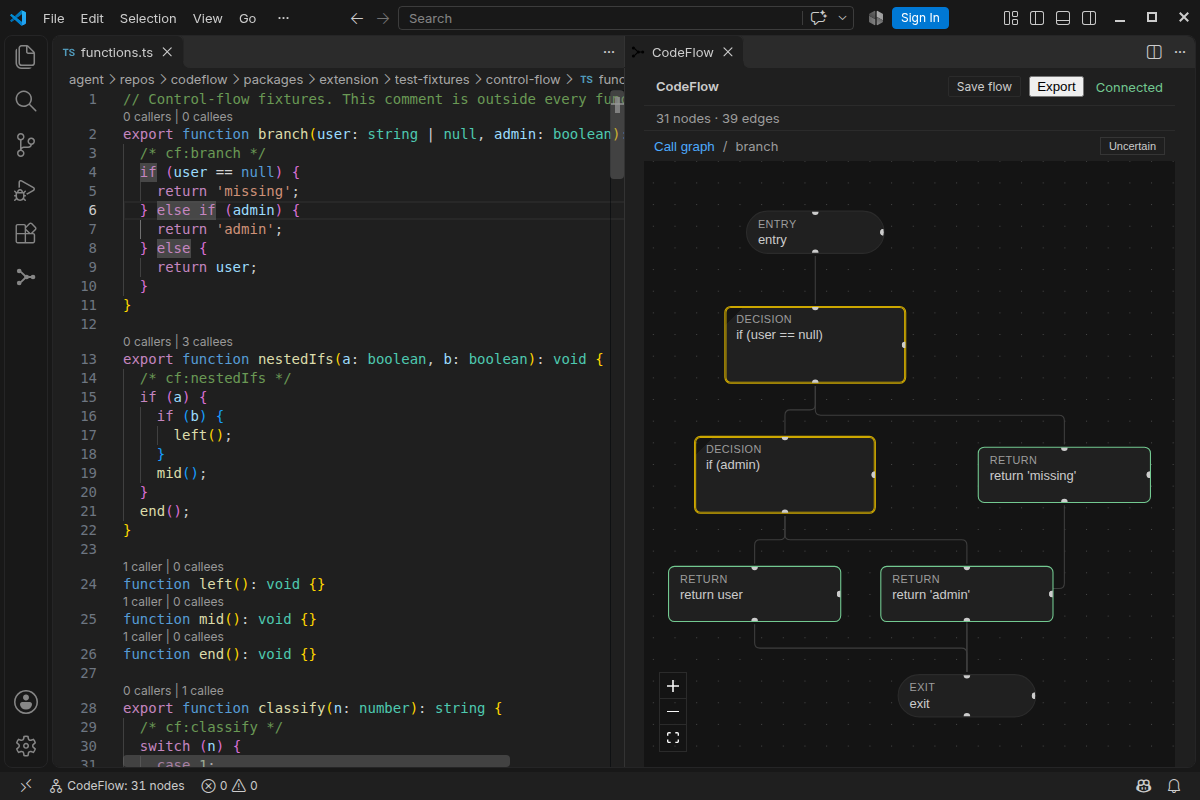 File Edit Selection View Go ··· Search Sign In
TS functions.ts
agent > repos > codeflow > packages > extension > test-fixtures > control-flow > TS func
1 // Control-flow fixtures. This comment is outside every fun
0 callers | 0 callees
2 export function branch(user: string | null, admin: boolean)
3 /* cf:branch */
4 if (user == null) {
5 return 'missing';
6 } else if (admin) {
7 return 'admin';
8 } else {
9 return user;
10 }
11 }
12
0 callers | 3 callees
13 export function nestedIfs(a: boolean, b: boolean): void {
14 /* cf:nestedIfs */
15 if (a) {
16 if (b) {
17 left();
18 }
19 mid();
20 }
21 end();
22 }
23
1 caller | 0 callees
24 function left(): void {}
1 caller | 0 callees
25 function mid(): void {}
1 caller | 0 callees
26 function end(): void {}
27
0 callers | 1 callee
28 export function classify(n: number): string {
29 /* cf:classify */
30 switch (n) {
31 case 1:
CodeFlow
CodeFlow Save flow Export Connected
31 nodes · 39 edges
Call graph / branch Uncertain
ENTRY
entry
DECISION
if (user == null)
DECISION
if (admin)
RETURN
return 'missing'
RETURN
return user
RETURN
return 'admin'
EXIT
exit
CodeFlow: 31 nodes 0 0